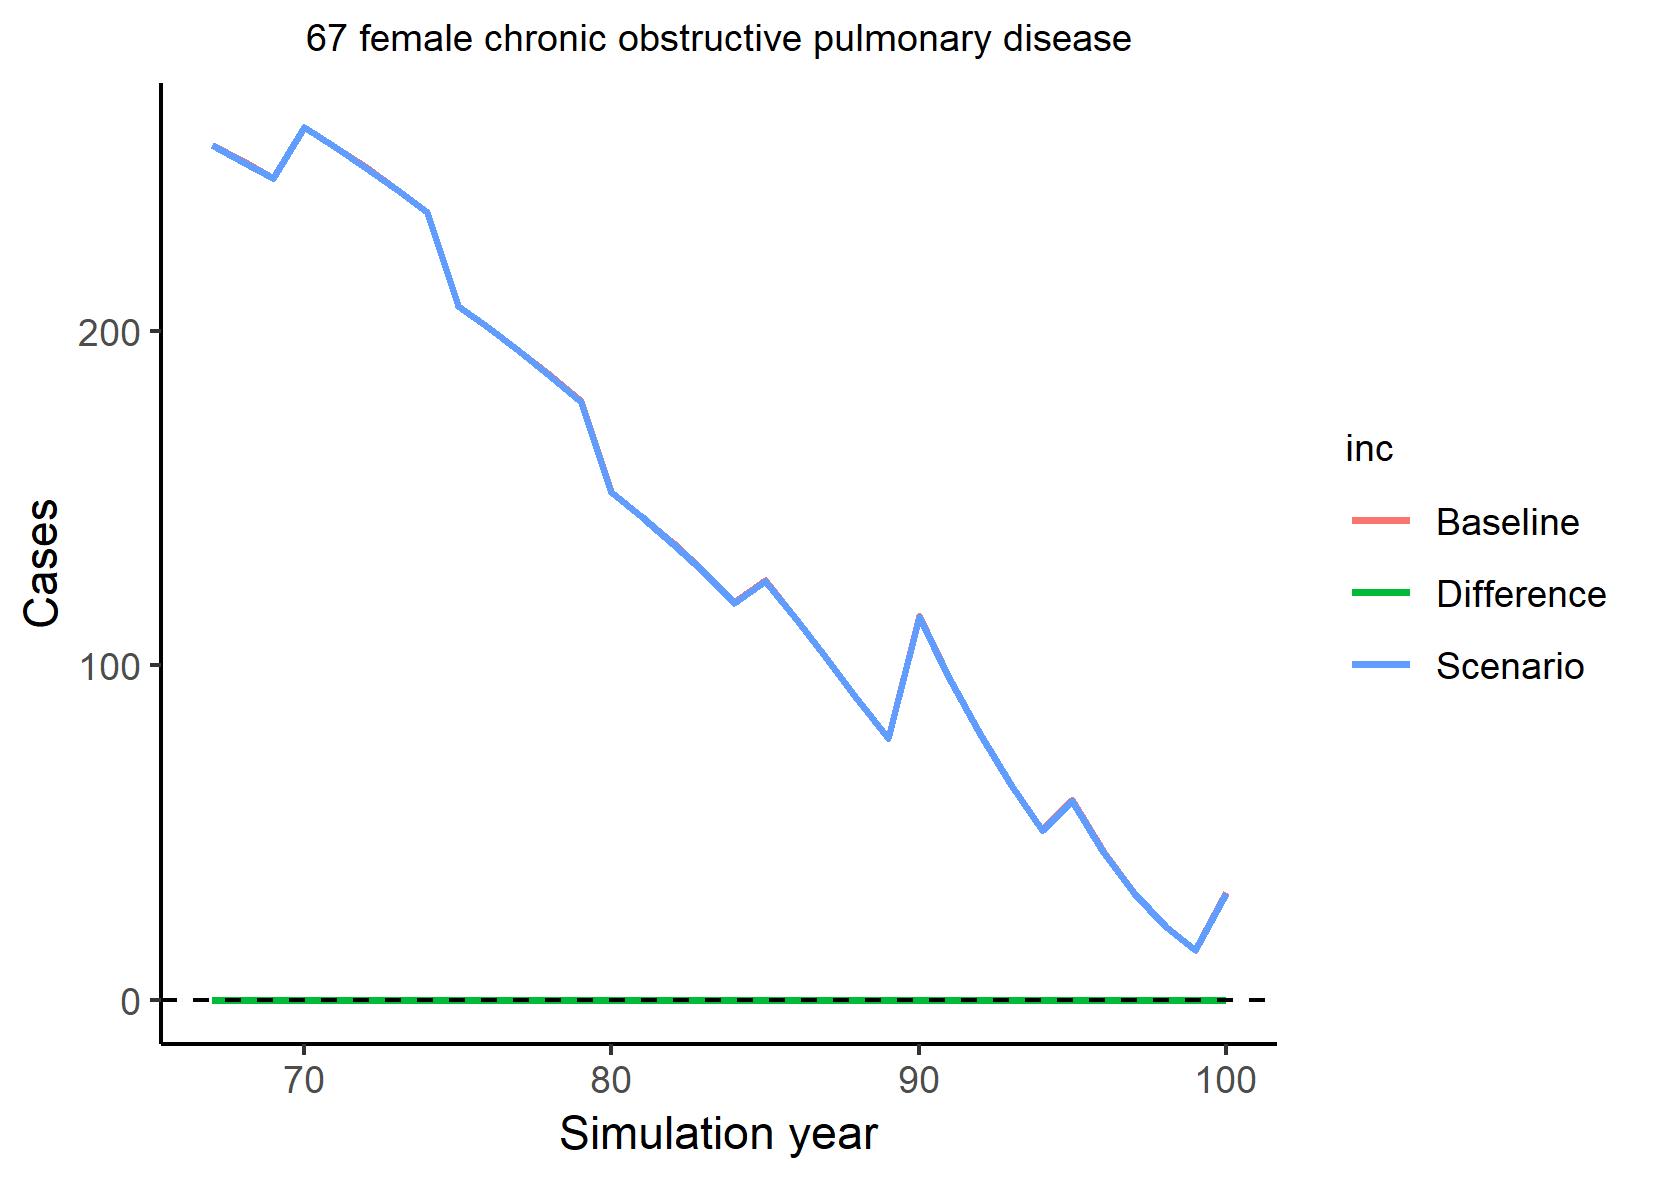 67 female chronic obstructive pulmonary disease
Cases
200
100
0
70 80 90 100
Simulation year
inc
Baseline
Difference
Scenario